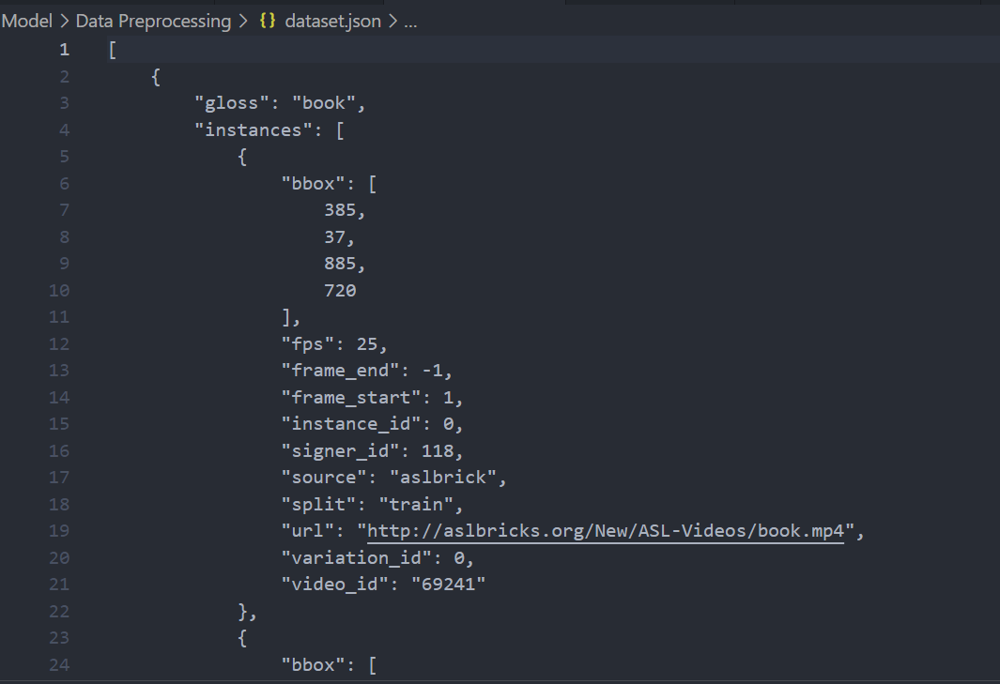 Model > Data Preprocessing > {} dataset.json > ...
1 [
2     {
3         "gloss": "book",
4         "instances": [
5             {
6                 "bbox": [
7                     385,
8                     37,
9                     885,
10                     720
11                 ],
12                 "fps": 25,
13                 "frame_end": -1,
14                 "frame_start": 1,
15                 "instance_id": 0,
16                 "signer_id": 118,
17                 "source": "aslbrick",
18                 "split": "train",
19                 "url": "http://aslbricks.org/New/ASL-Videos/book.mp4",
20                 "variation_id": 0,
21                 "video_id": "69241"
22             },
23             {
24                 "bbox": [